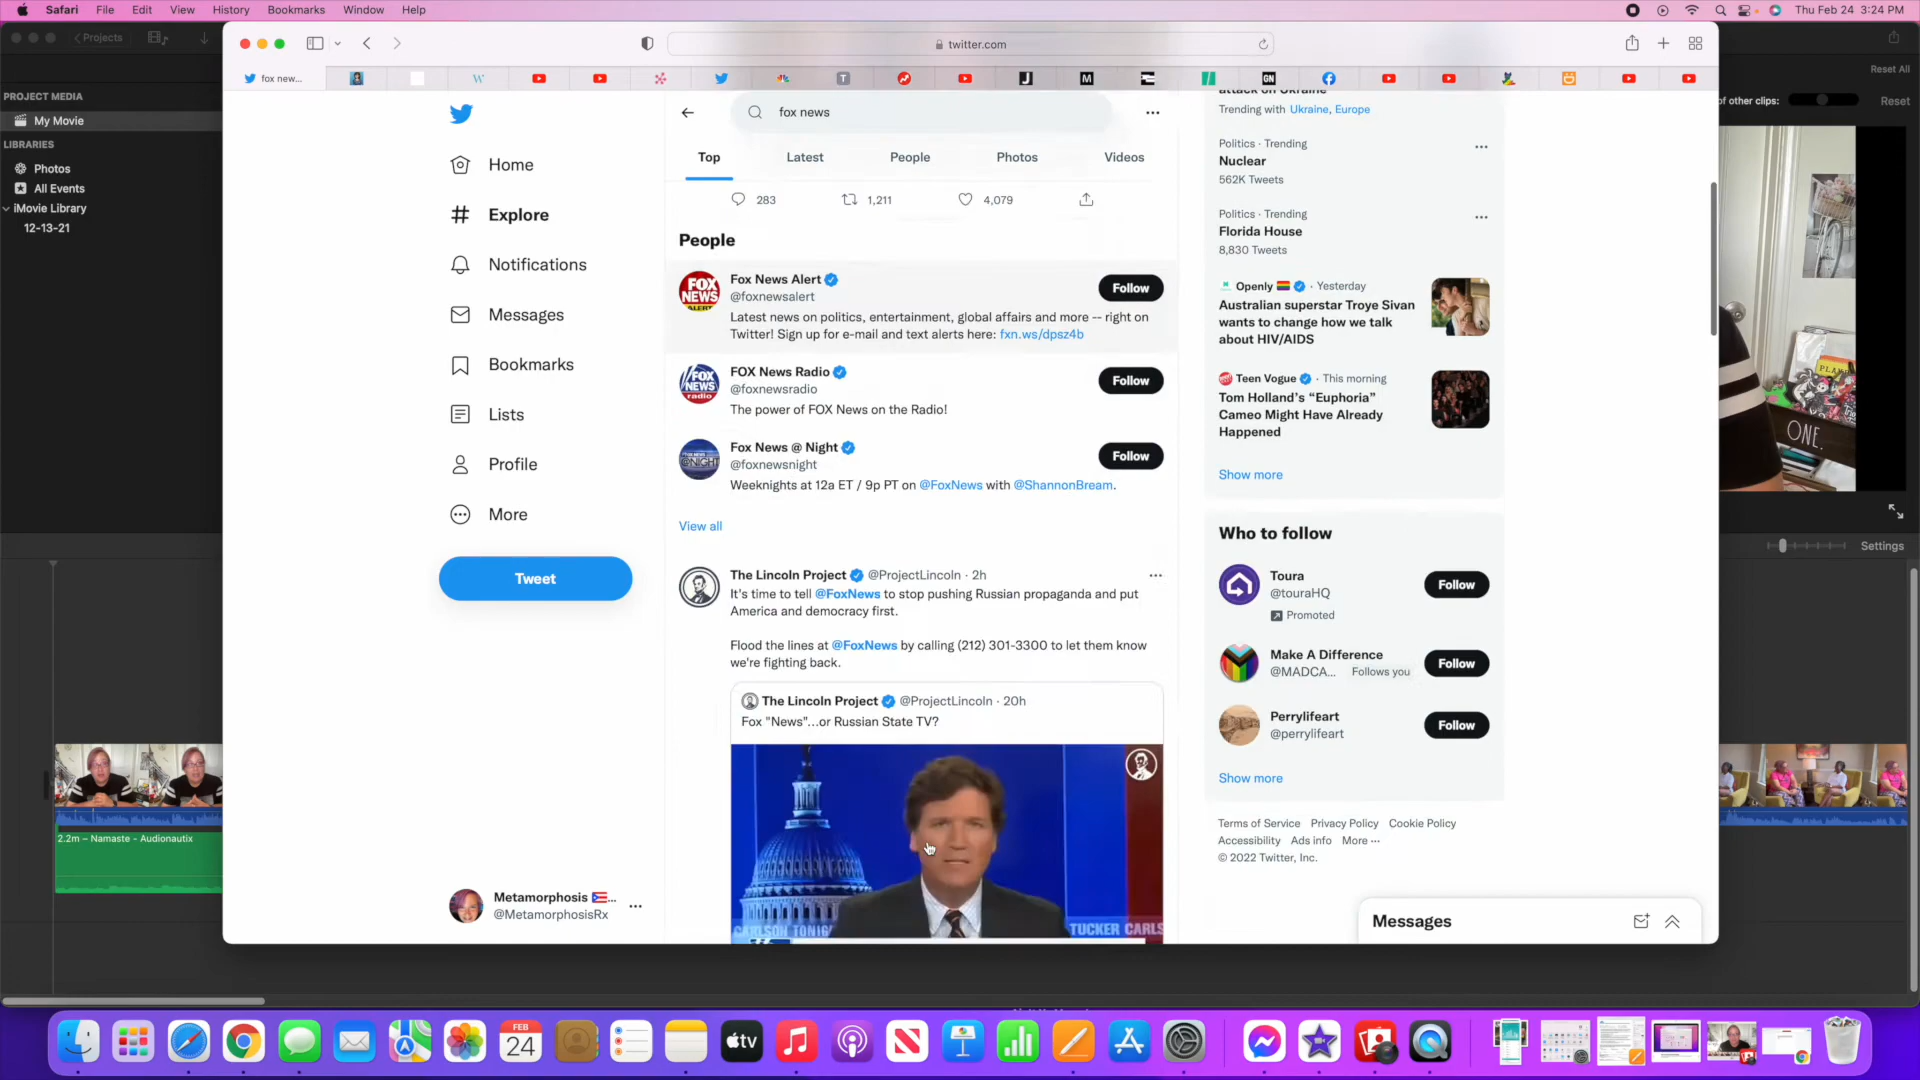 Safari File Edit View History Bookmarks Window Help
Thu Feb 24 3:24 PM
Projects
twitter.com
Reset All
fox new...
PROJECT MEDIA
My Movie
LIBRARIES
Photos
All Events
iMovie Library
12-13-21
of other clips:
Reset
Settings
ONE.
2.2m – Namaste - Audionautix
Home
Explore
Notifications
Messages
Bookmarks
Lists
Profile
More
Tweet
Metamorphosis 🇵🇷...
@MetamorphosisRx
fox news
Top Latest People Photos Videos
283 1,211 4,079
People
Fox News Alert
@foxnewsalert
Follow
Latest news on politics, entertainment, global affairs and more -- right on
Twitter! Sign up for e-mail and text alerts here: fxn.ws/dpsz4b
FOX News Radio
@foxnewsradio
Follow
The power of FOX News on the Radio!
Fox News @ Night
@foxnewsnight
Follow
Weeknights at 12a ET / 9p PT on @FoxNews with @ShannonBream.
View all
The Lincoln Project @ProjectLincoln · 2h
It's time to tell @FoxNews to stop pushing Russian propaganda and put
America and democracy first.
Flood the lines at @FoxNews by calling (212) 301-3300 to let them know
we're fighting back.
The Lincoln Project @ProjectLincoln · 20h
Fox "News"...or Russian State TV?
CARLSON TONIG
TUCKER CARLS
attack on Ukraine
Trending with Ukraine, Europe
Politics · Trending
Nuclear
562K Tweets
Politics · Trending
Florida House
8,830 Tweets
Openly 🏳️‍🌈 · Yesterday
Australian superstar Troye Sivan
wants to change how we talk
about HIV/AIDS
Teen Vogue · This morning
Tom Holland's “Euphoria”
Cameo Might Have Already
Happened
Show more
Who to follow
Toura
@touraHQ
Promoted
Follow
Make A Difference
@MADCA... Follows you
Follow
Perrylifeart
@perrylifeart
Follow
Show more
Terms of Service Privacy Policy Cookie Policy
Accessibility Ads info More ···
© 2022 Twitter, Inc.
Messages
FEB
24
tv